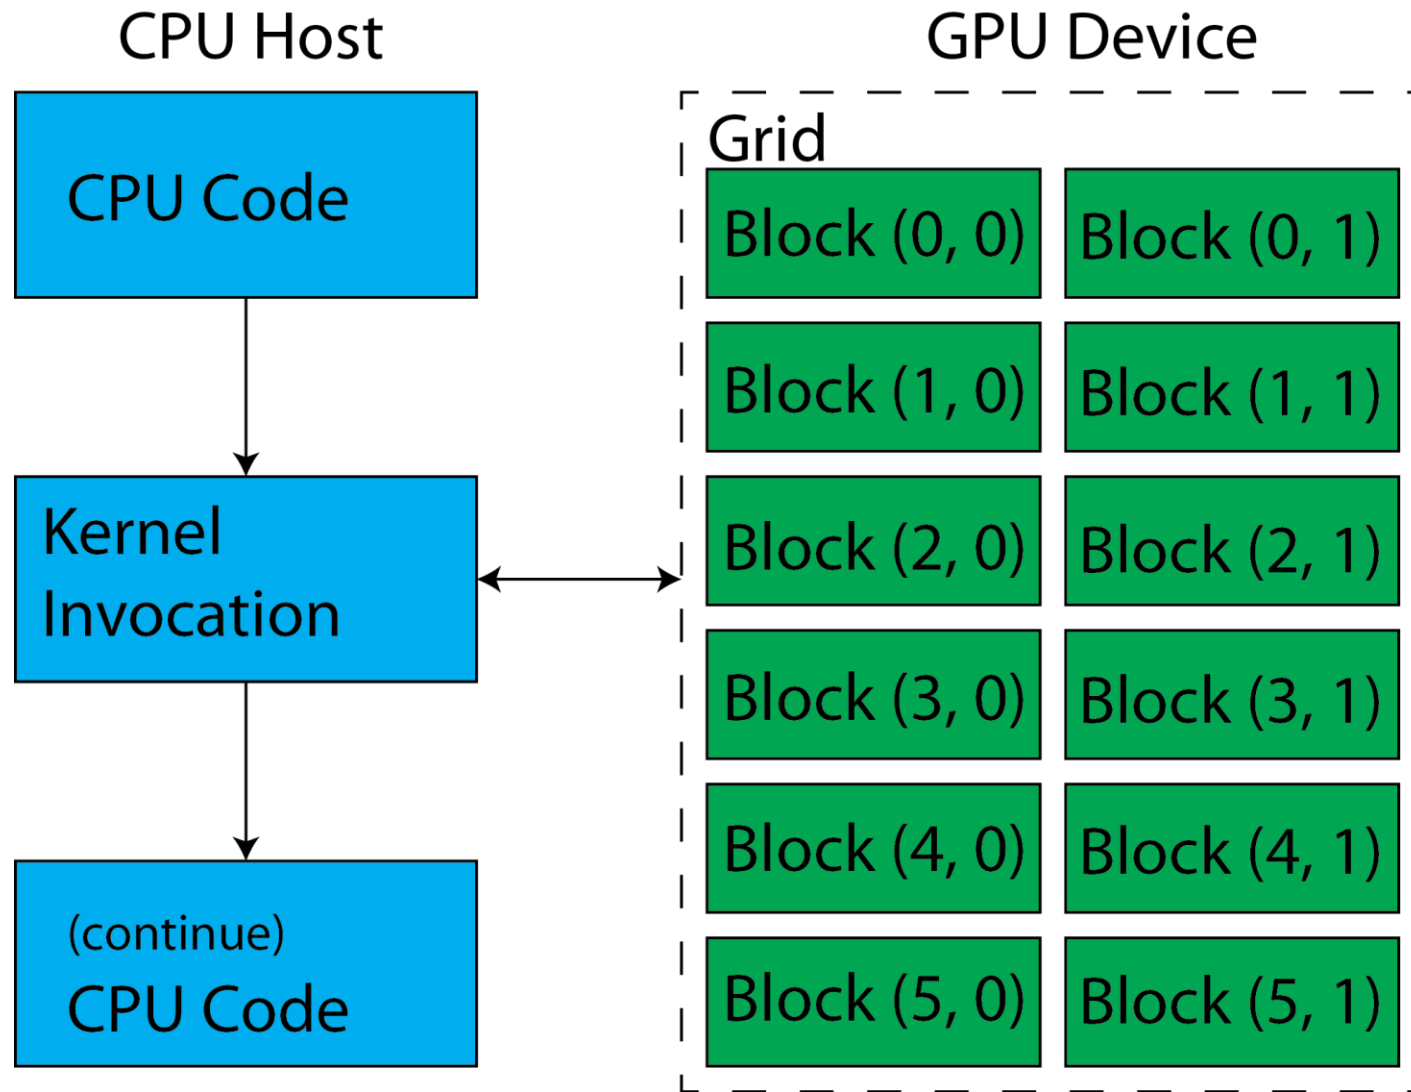 CPU Host
GPU Device
CPU Code
Kernel
Invocation
(continue)
CPU Code
Grid
Block (0, 0)
Block (0, 1)
Block (1, 0)
Block (1, 1)
Block (2, 0)
Block (2, 1)
Block (3, 0)
Block (3, 1)
Block (4, 0)
Block (4, 1)
Block (5, 0)
Block (5, 1)